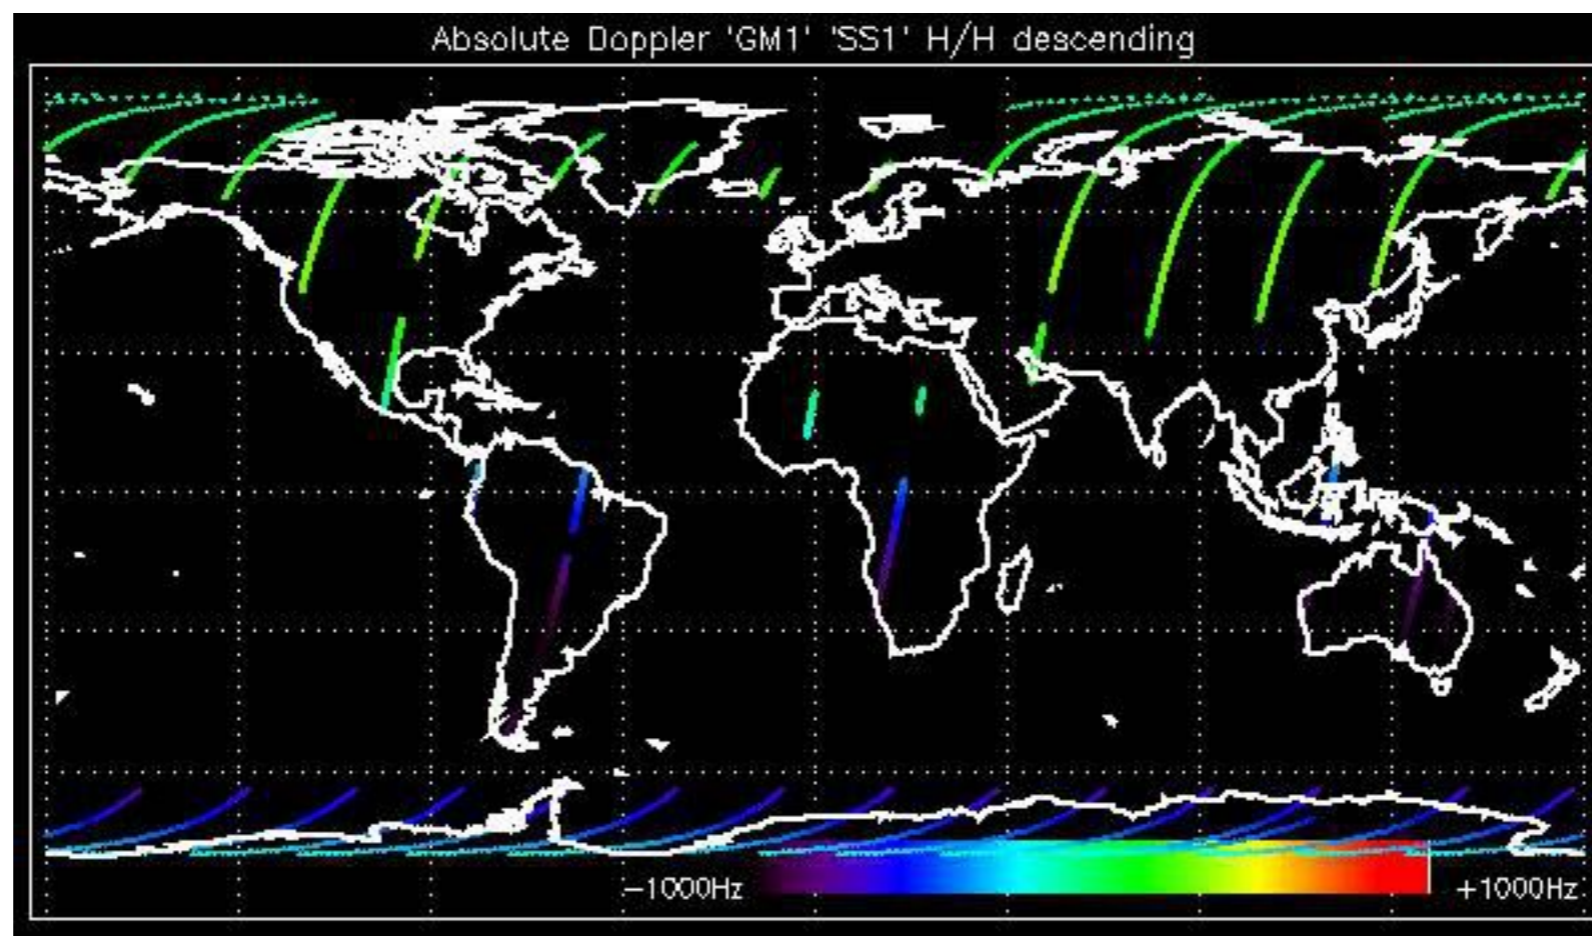 Absolute Doppler 'GM1' 'SS1' H/H descending
-1000Hz +1000Hz